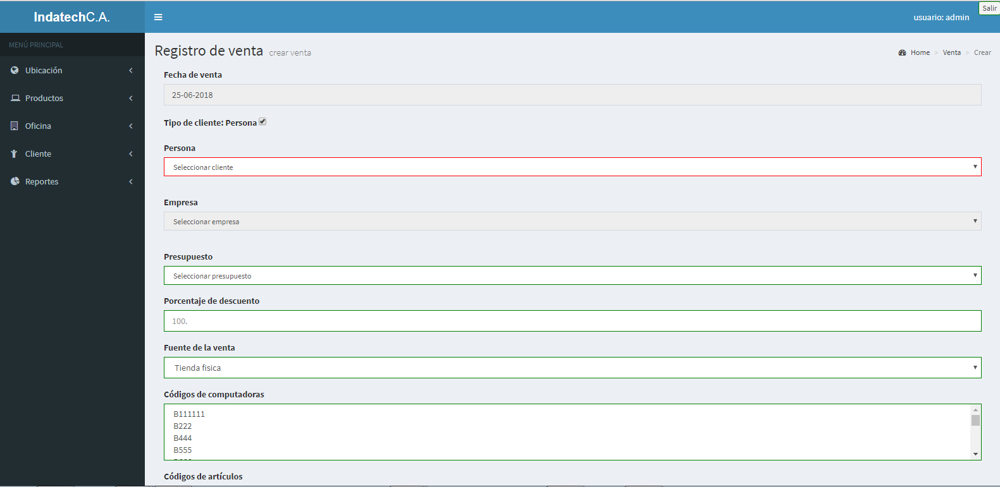 IndatechC.A.
usuario: admin
Salir
MENÚ PRINCIPAL
Ubicación
Productos
Oficina
Cliente
Reportes
Registro de venta crear venta
Home > Venta > Crear
Fecha de venta
25-06-2018
Tipo de cliente: Persona
Persona
Seleccionar cliente
Empresa
Seleccionar empresa
Presupuesto
Seleccionar presupuesto
Porcentaje de descuento
100.
Fuente de la venta
Tienda fisica
Códigos de computadoras
B111111
B222
B444
B555
Códigos de artículos